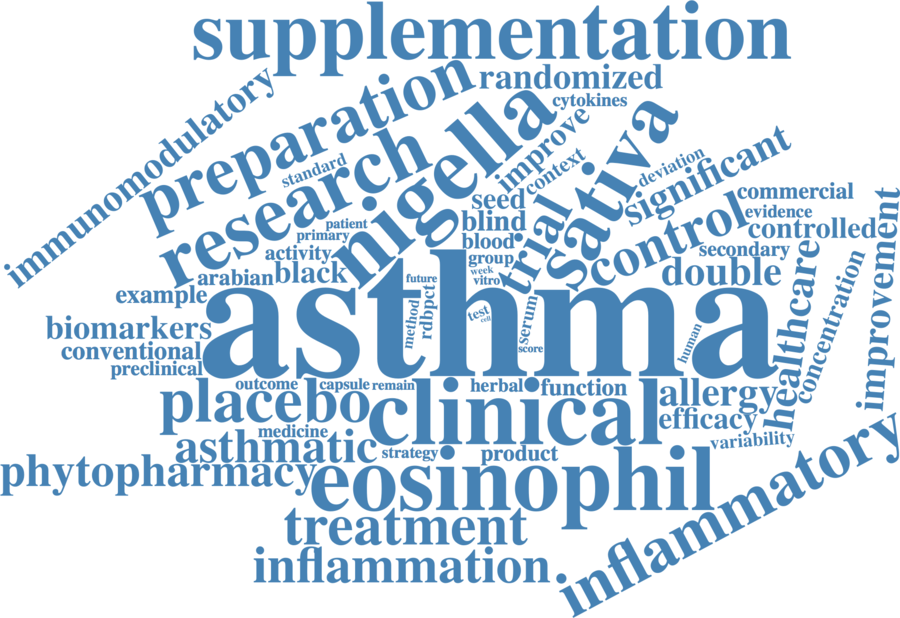 supplementation
randomized
cytokines
immunomodulatory
preparation
nigella
improve
sativa
standard
research
context
deviation
significant
seed
trial
commercial
patient
blind
control
evidence
primary
controlled
blood
activity
group
secondary
arabian
black
week
vitro
double
future
example
asthma
healthcare
improvement
concentration
method
rdbpct
test
cell
serum
score
human
biomarkers
conventional
preclinical
outcome
capsule
remain
herbal
function
allergy
placebo
clinical
efficacy
medicine
asthmatic
variability
strategy
product
phytopharmacy
eosinophil
inflammatory
treatment
inflammation